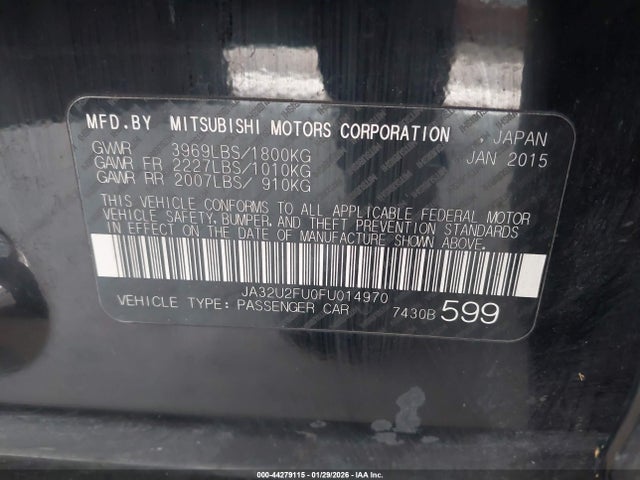 MFD.BY MITSUBISHI MOTORS CORPORATION , JAPAN
GVWR 3969LBS/1800KG JAN 2015
GAWR FR 2227LBS/1010KG
GAWR RR 2007LBS/ 910KG
THIS VEHICLE CONFORMS TO ALL APPLICABLE FEDERAL MOTOR
VEHICLE SAFETY, BUMPER, AND THEFT PREVENTION STANDARDS
IN EFFECT ON THE DATE OF MANUFACTURE SHOWN ABOVE.
JA32U2FU0FU014970
VEHICLE TYPE: PASSENGER CAR 7430B 599
000-44279115 - 01/29/2026 - IAA Inc.